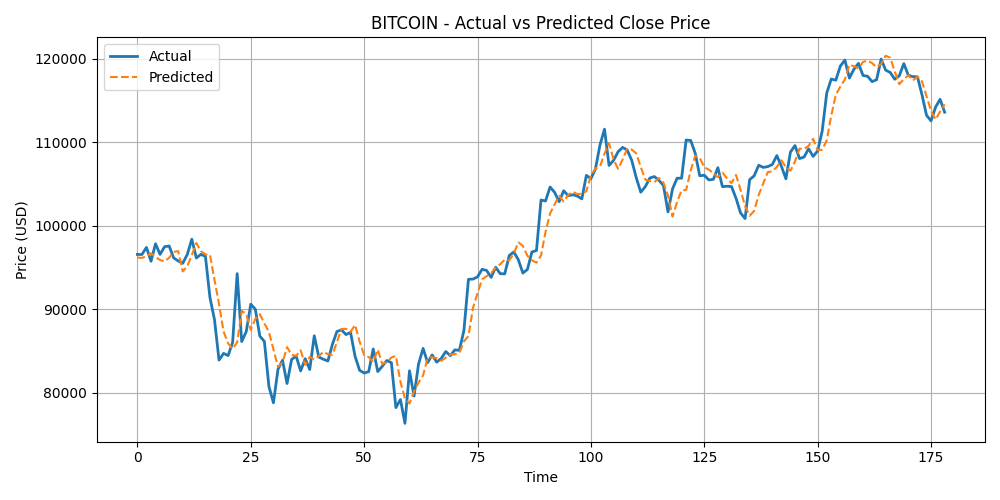 BITCOIN - Actual vs Predicted Close Price
Actual
Predicted
Price (USD)
120000
110000
100000
90000
80000
0 25 50 75 100 125 150 175
Time